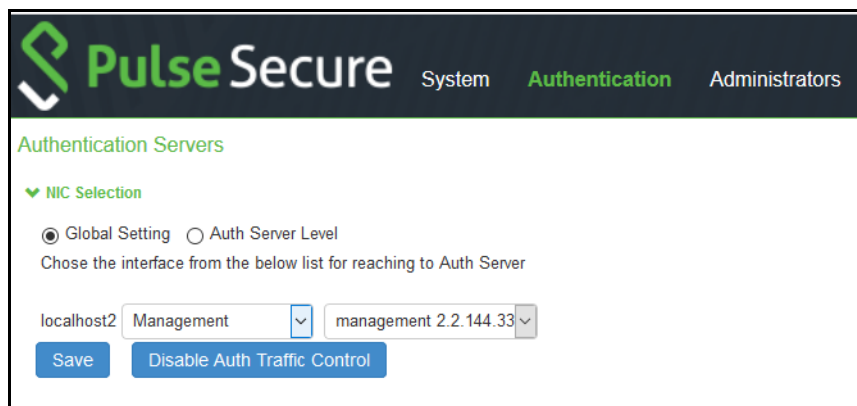 Pulse Secure System Authentication Administrators
Authentication Servers
NIC Selection
Global Setting Auth Server Level
Chose the interface from the below list for reaching to Auth Server
localhost2 Management management 2.2.144.33
Save Disable Auth Traffic Control